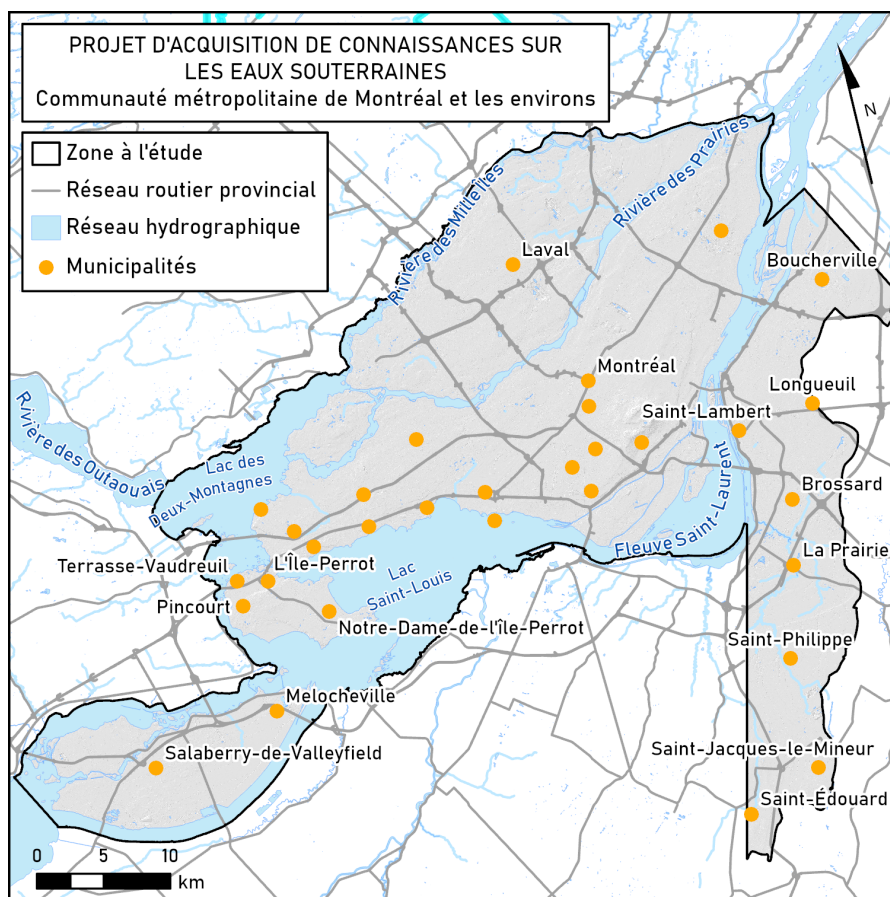 PROJET D'ACQUISITION DE CONNAISSANCES SUR
LES EAUX SOUTERRAINES
Communauté métropolitaine de Montréal et les environs
Zone à l'étude
Réseau routier provincial
Réseau hydrographique
Municipalités
N
Rivière des Mille Îles
Rivière des Prairies
Laval
Boucherville
Montréal
Longueuil
Saint-Lambert
Rivière des Outaouais
Lac des
Deux-Montagnes
Brossard
Fleuve Saint-Laurent
Terrasse-Vaudreuil
L'Île-Perrot
La Prairie
Lac
Saint-Louis
Pincourt
Notre-Dame-de-l'Île-Perrot
Saint-Philippe
Melocheville
Salaberry-de-Valleyfield
Saint-Jacques-le-Mineur
Saint-Édouard
0 5 10
km